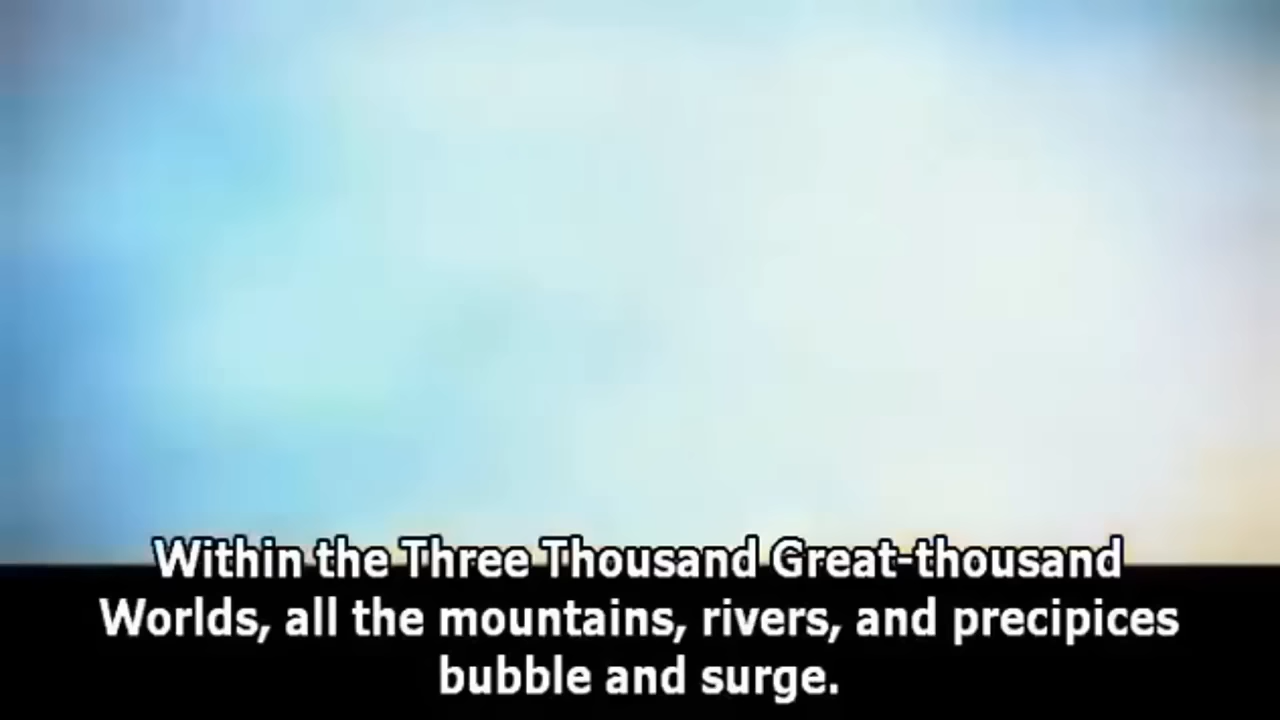 Within the Three Thousand Great-thousand
Worlds, all the mountains, rivers, and precipices
bubble and surge.